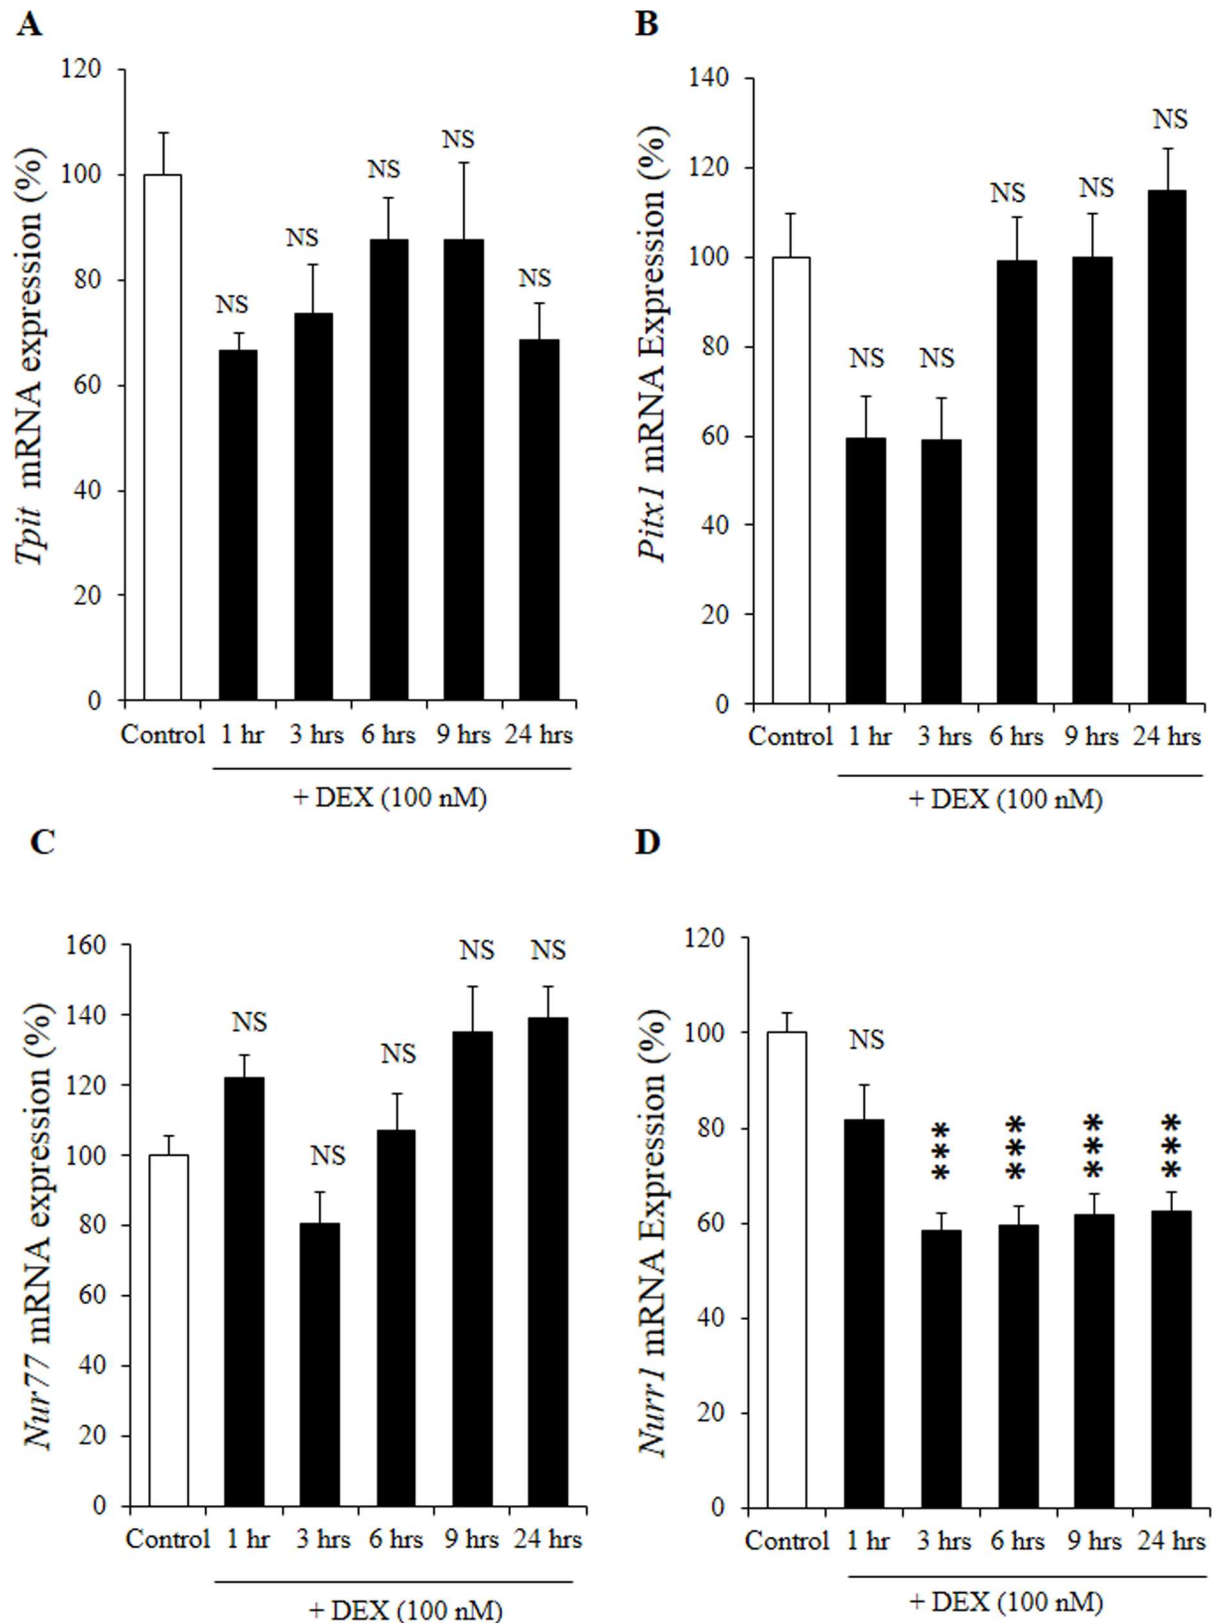 A
Tpit mRNA expression (%)
120
100
80
60
40
20
0
NS
NS
NS
NS
NS
Control 1 hr 3 hrs 6 hrs 9 hrs 24 hrs
+ DEX (100 nM)
B
Pitx1 mRNA Expression (%)
140
120
100
80
60
40
20
0
NS
NS
NS
NS
NS
Control 1 hr 3 hrs 6 hrs 9 hrs 24 hrs
+ DEX (100 nM)
C
Nur77 mRNA expression (%)
160
140
120
100
80
60
40
20
0
NS
NS
NS
NS
NS
Control 1 hr 3 hrs 6 hrs 9 hrs 24 hrs
+ DEX (100 nM)
D
Nurr1 mRNA Expression (%)
120
100
80
60
40
20
0
NS
***
***
***
***
Control 1 hr 3 hrs 6 hrs 9 hrs 24 hrs
+ DEX (100 nM)